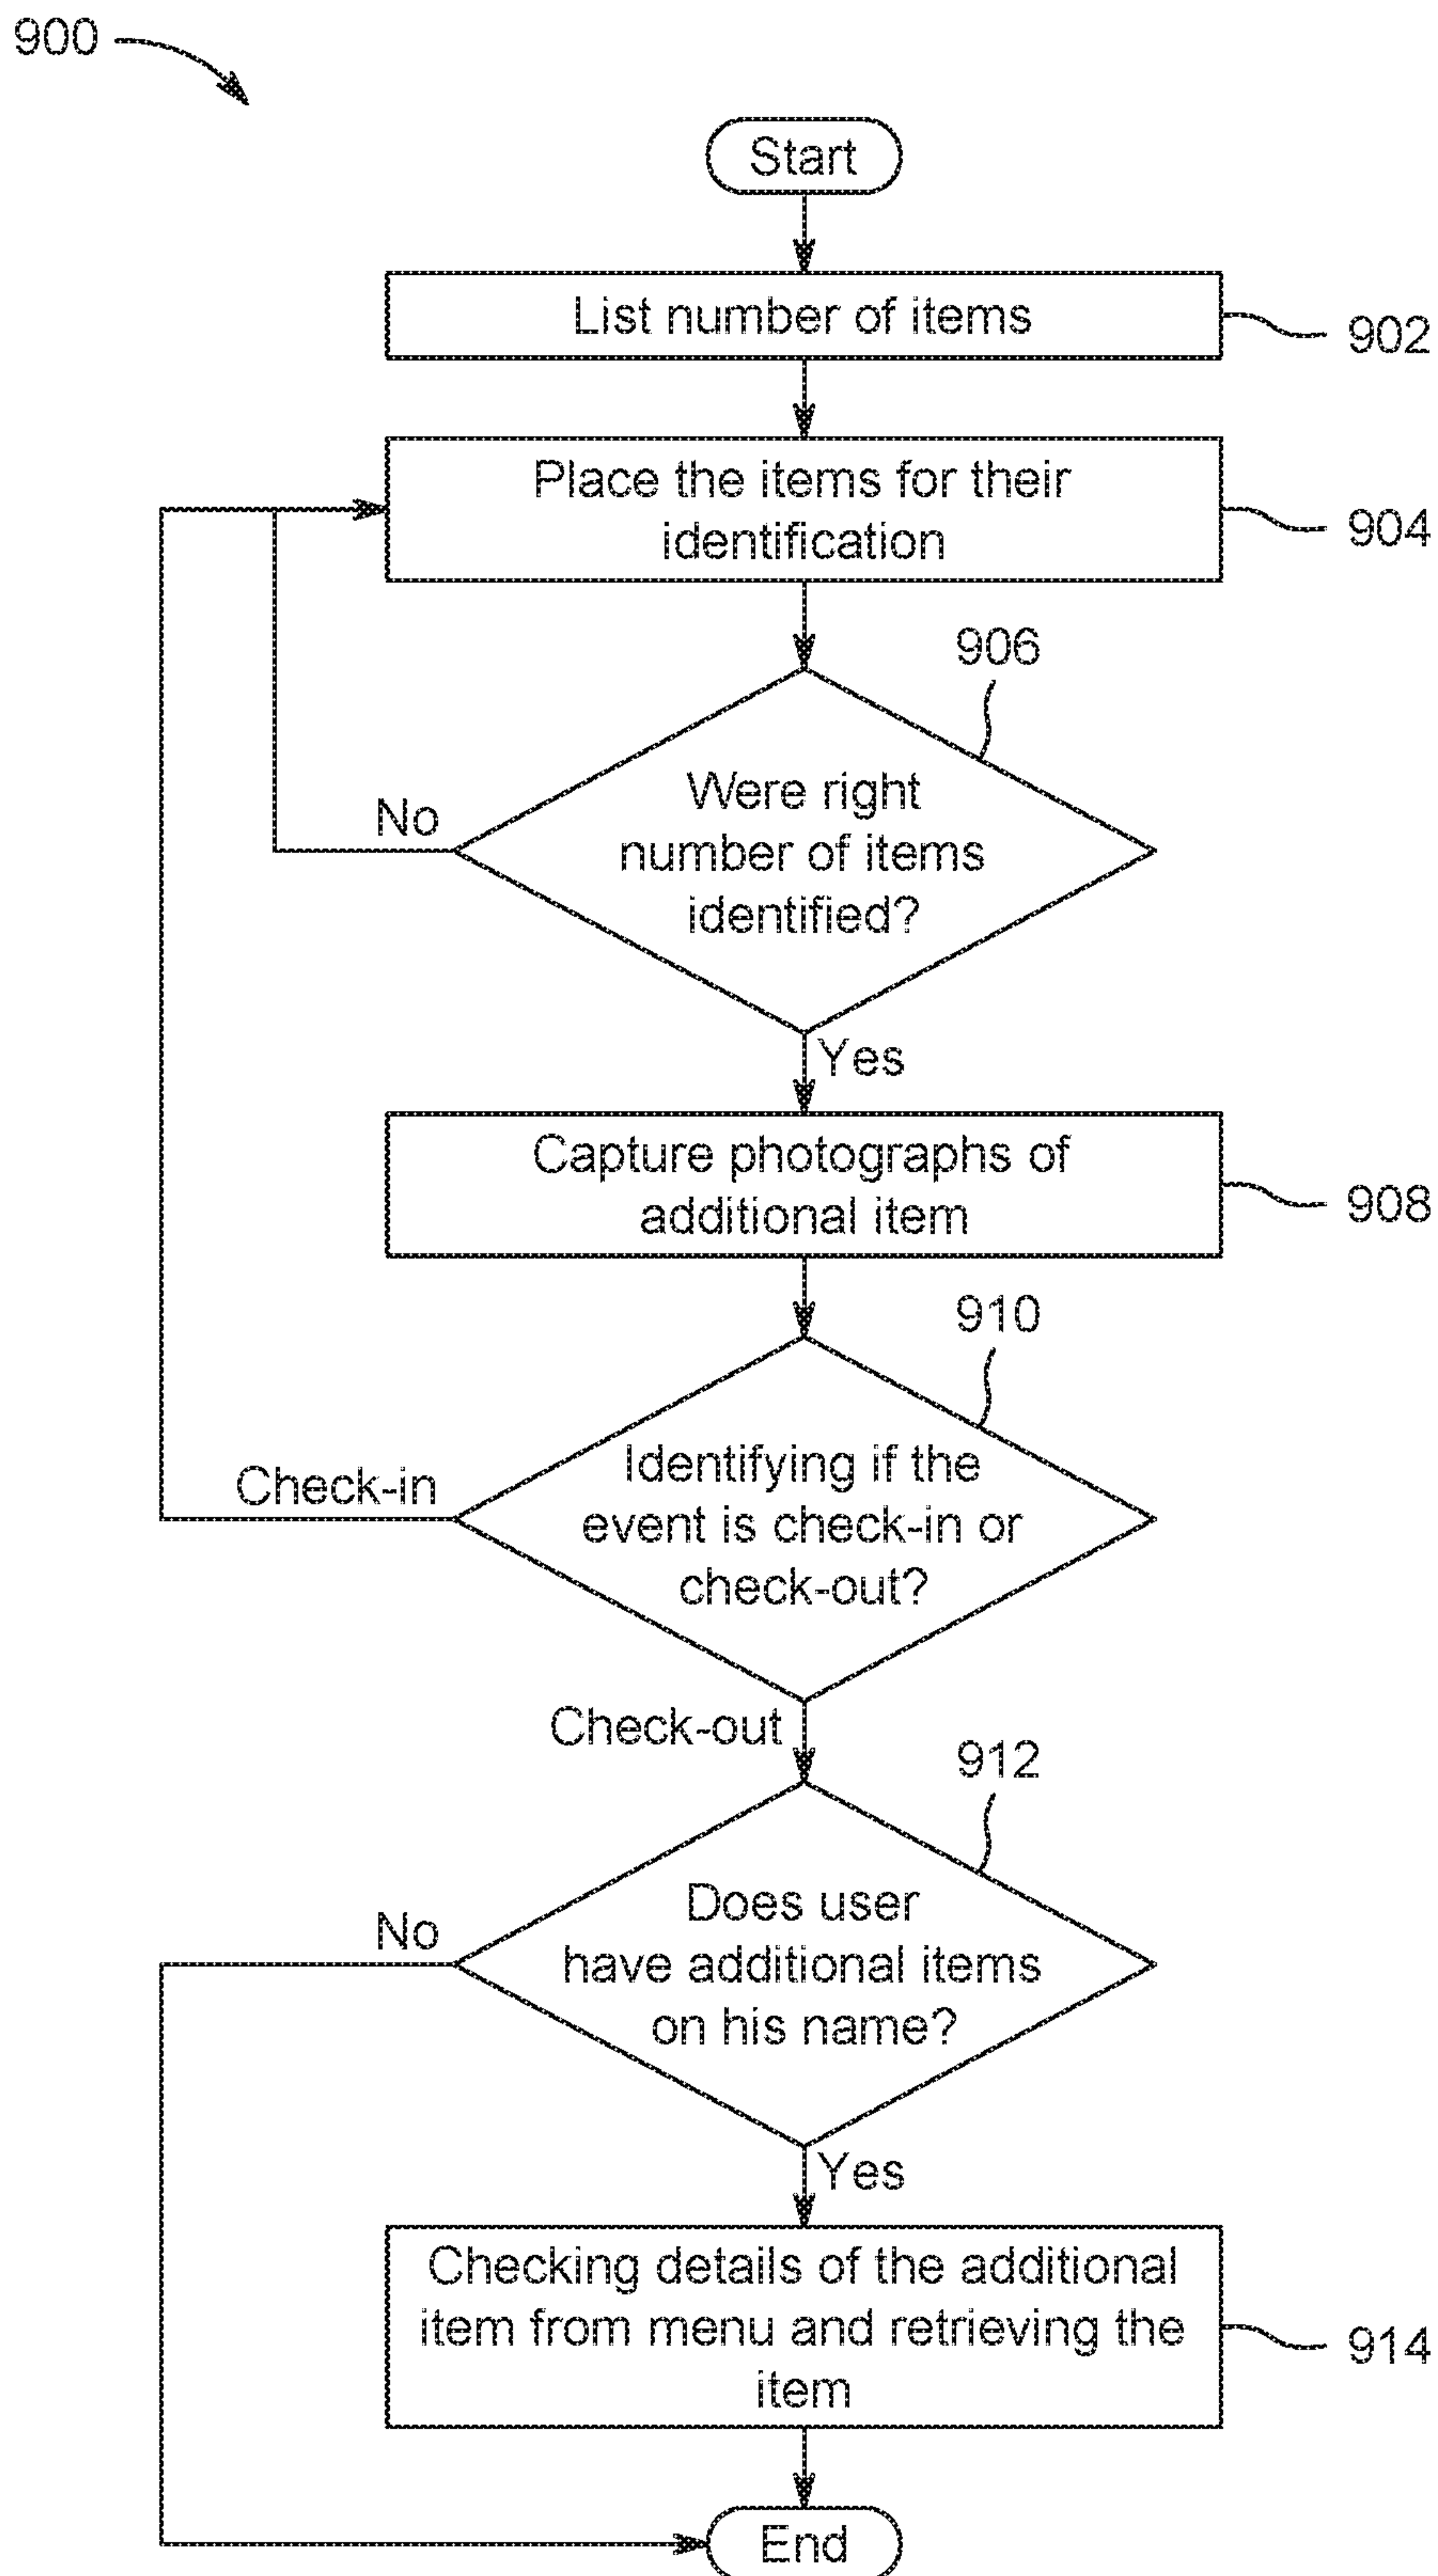 900
Start
List number of items
902
Place the items for their
identification
904
906
Were right
number of items
identified?
No
Yes
Capture photographs of
additional item
908
910
Identifying if the
event is check-in or
check-out?
Check-in
Check-out
912
Does user
have additional items
on his name?
No
Yes
Checking details of the additional
item from menu and retrieving the
item
914
End